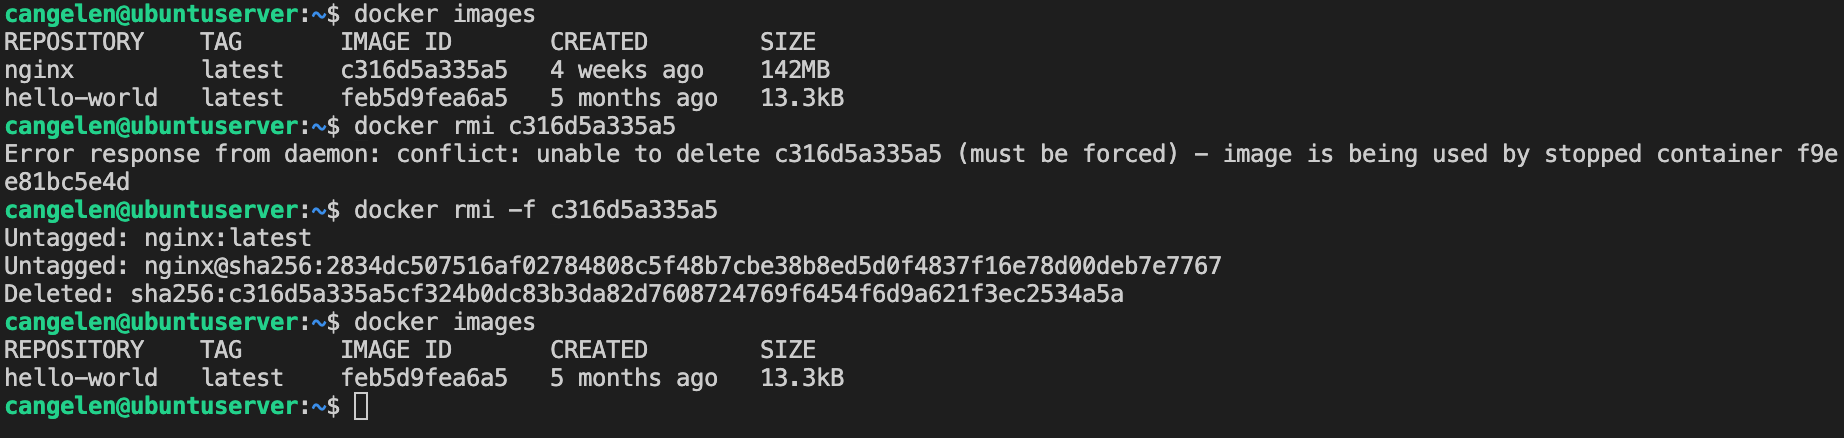 cangelen@ubuntuserver:~$ docker images
REPOSITORY    TAG       IMAGE ID       CREATED        SIZE
nginx         latest    c316d5a335a5   4 weeks ago    142MB
hello-world   latest    feb5d9fea6a5   5 months ago   13.3kB
cangelen@ubuntuserver:~$ docker rmi c316d5a335a5
Error response from daemon: conflict: unable to delete c316d5a335a5 (must be forced) - image is being used by stopped container f9e
e81bc5e4d
cangelen@ubuntuserver:~$ docker rmi -f c316d5a335a5
Untagged: nginx:latest
Untagged: nginx@sha256:2834dc507516af02784808c5f48b7cbe38b8ed5d0f4837f16e78d00deb7e7767
Deleted: sha256:c316d5a335a5cf324b0dc83b3da82d7608724769f6454f6d9a621f3ec2534a5a
cangelen@ubuntuserver:~$ docker images
REPOSITORY    TAG       IMAGE ID       CREATED        SIZE
hello-world   latest    feb5d9fea6a5   5 months ago   13.3kB
cangelen@ubuntuserver:~$